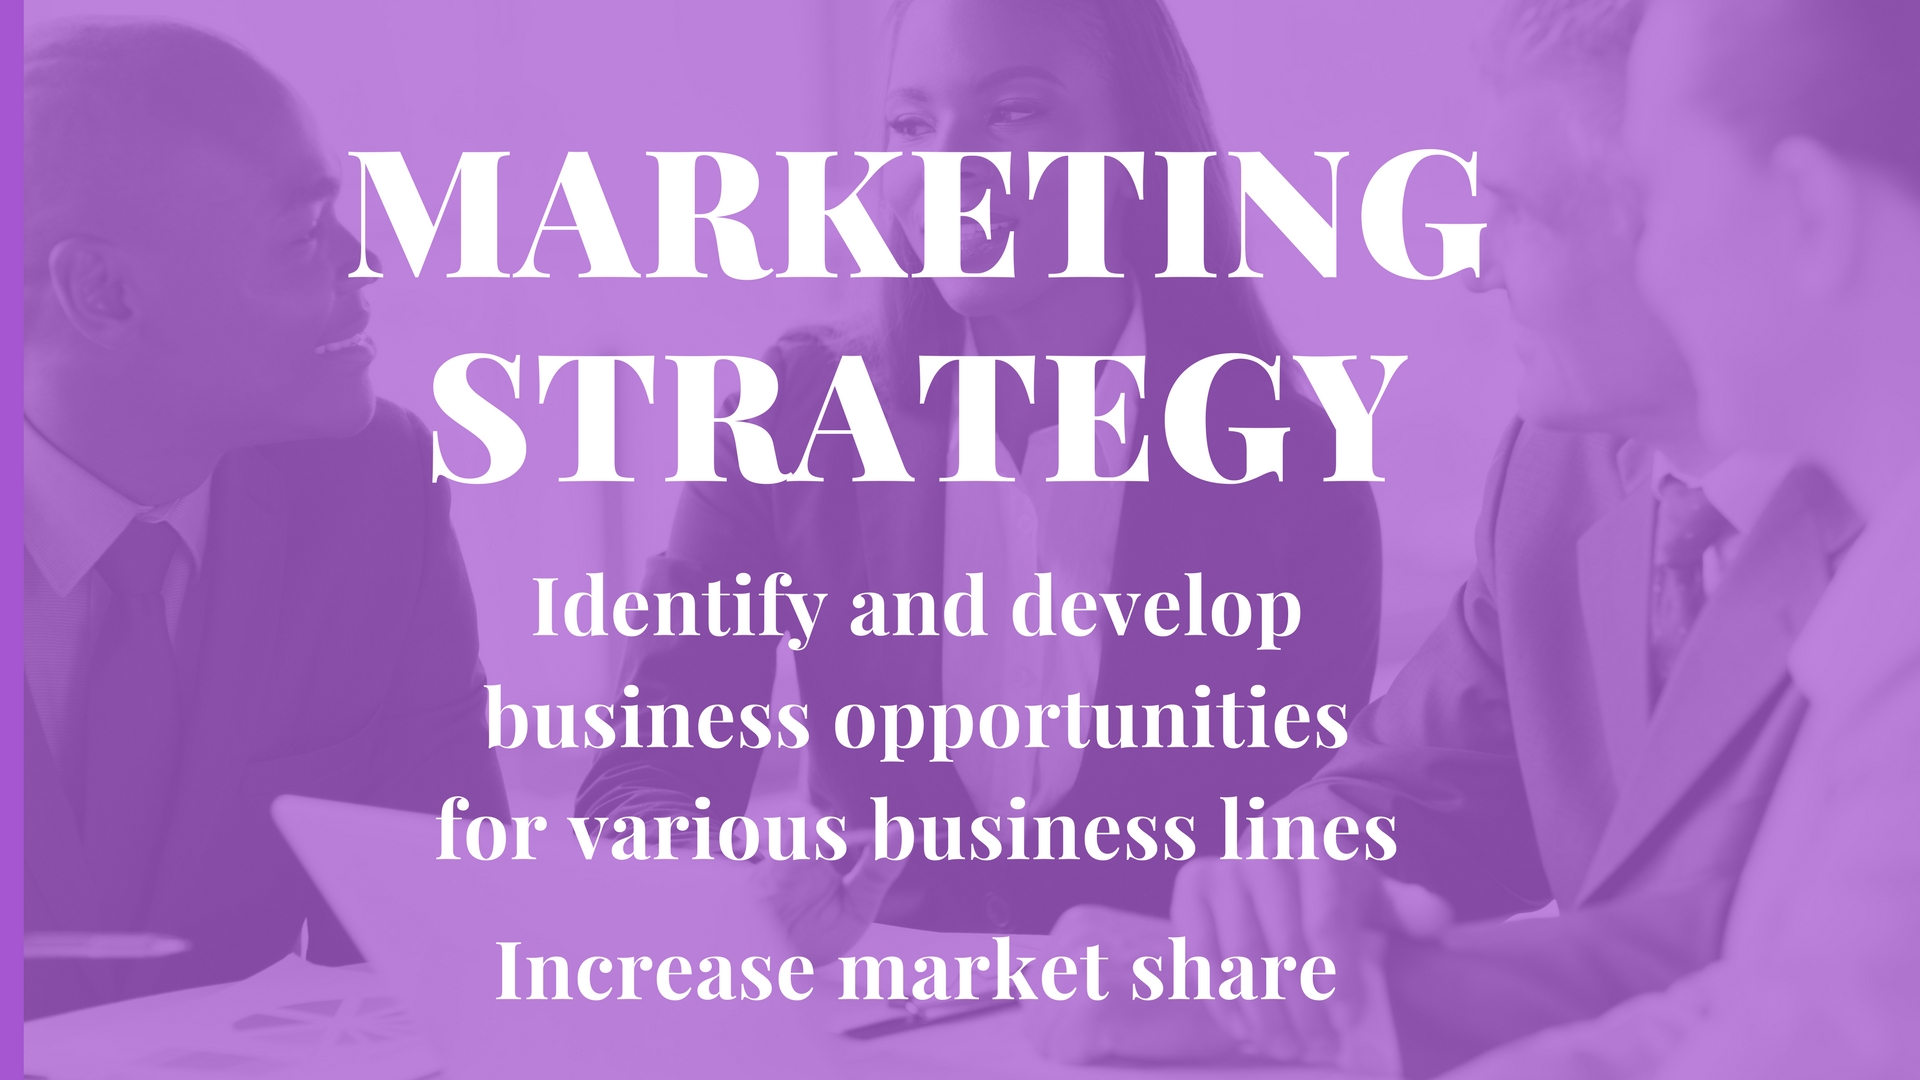 MARKETING
STRATEGY
Identify and develop
business opportunities
for various business lines
Increase market share